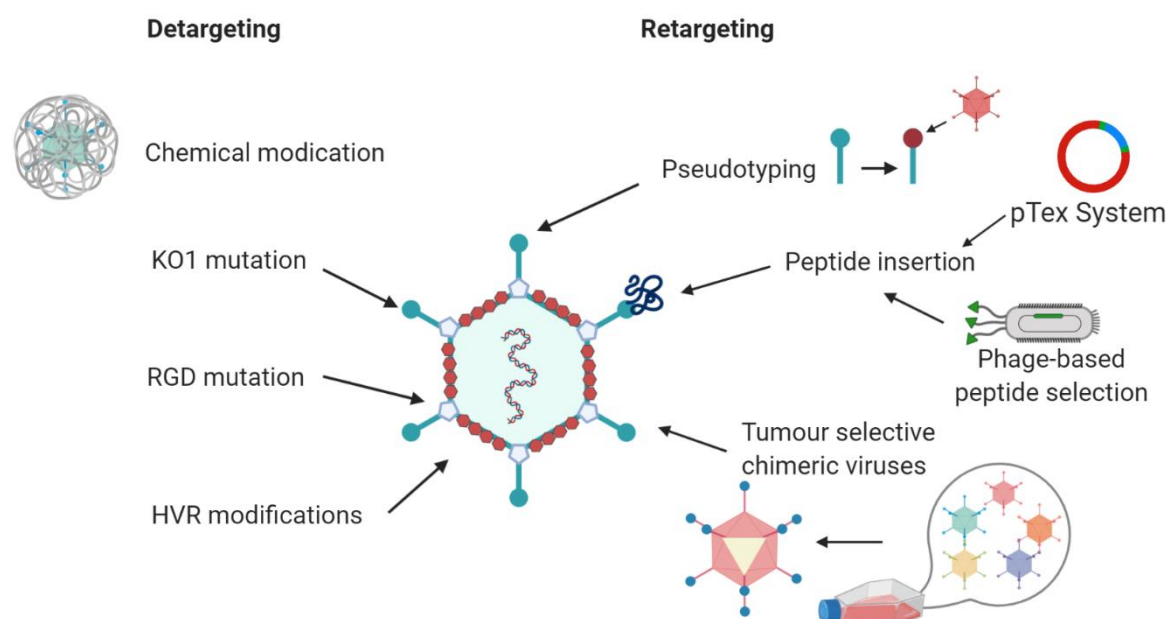 Detargeting
Retargeting
Chemical modication
KO1 mutation
RGD mutation
HVR modifications
Pseudotyping
pTex System
Peptide insertion
Phage-based
peptide selection
Tumour selective
chimeric viruses